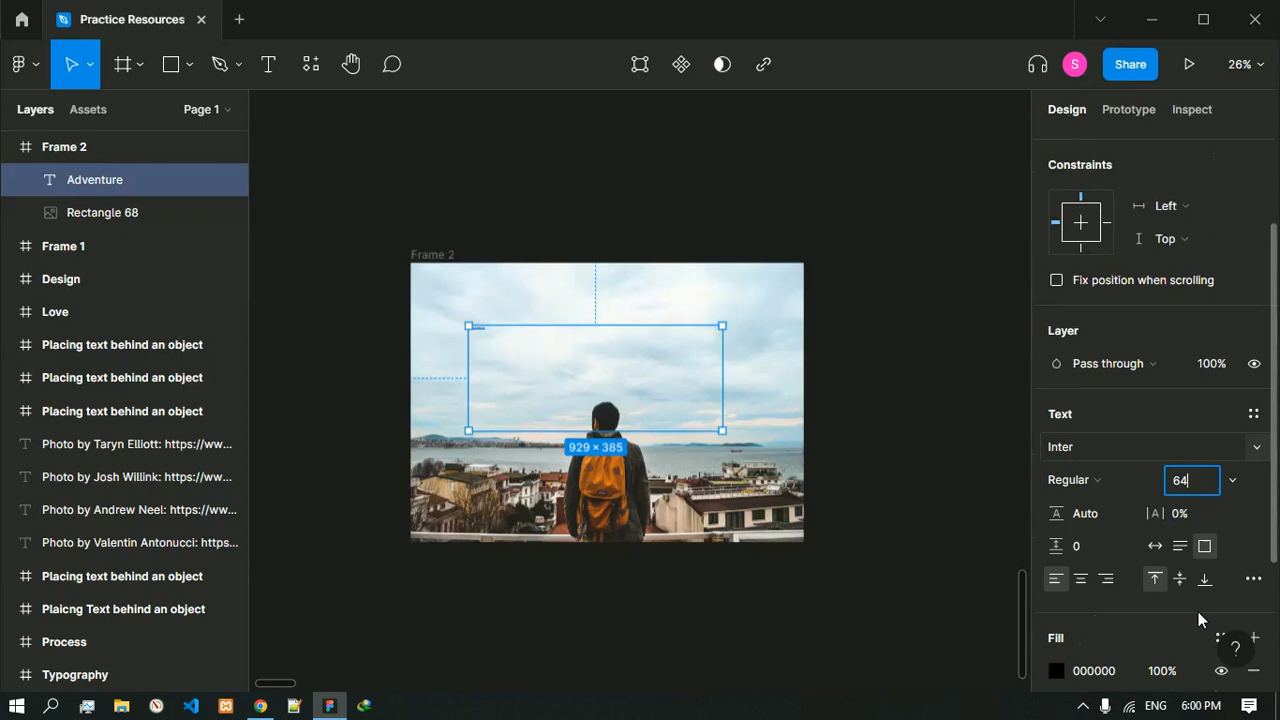 Practice Resources
S
Share
26%
Layers
Assets
Page 1
Frame 2
Adventure
Rectangle 68
Frame 1
Design
Love
Placing text behind an object
Placing text behind an object
Placing text behind an object
Photo by Taryn Elliott: https://ww...
Photo by Josh Willink: https://www...
Photo by Andrew Neel: https://ww...
Photo by Valentin Antonucci: https...
Placing text behind an object
Plaicng Text behind an object
Process
Typography
Frame 2
929 × 385
Design
Prototype
Inspect
Constraints
Left
Top
Fix position when scrolling
Layer
Pass through
100%
Text
Inter
Regular
64
Auto
0%
0
Fill
?
000000
100%
ENG
6:00 PM